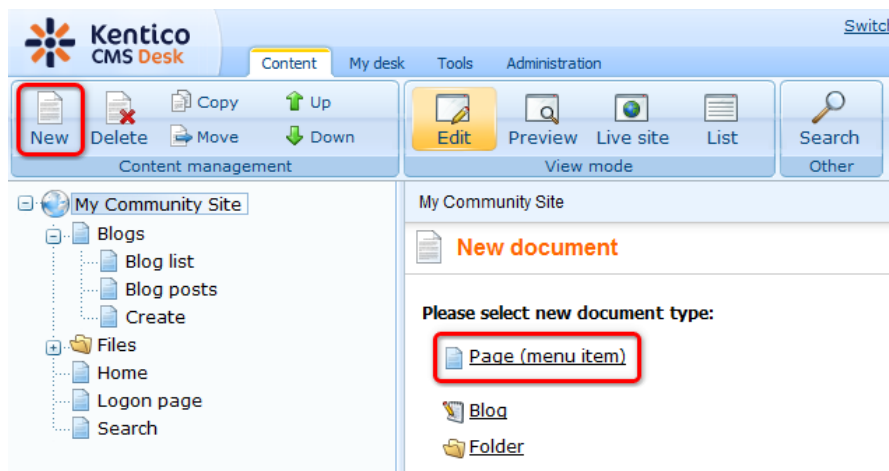 Kentico
CMS Desk
Content My desk Tools Administration
New Delete Copy Move Up Down
Content management
Edit Preview Live site List
View mode
Search
Other
My Community Site
Blogs
Blog list
Blog posts
Create
Files
Home
Logon page
Search
My Community Site
New document
Please select new document type:
Page (menu item)
Blog
Folder